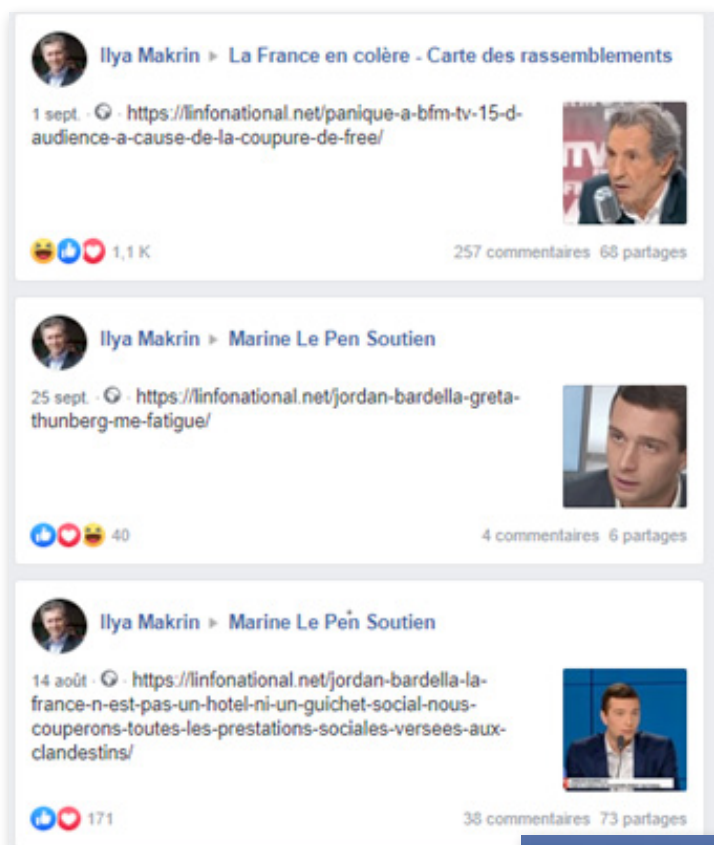 Ilya Makrin ▸ La France en colère - Carte des rassemblements
1 sept. · https://linfonational.net/panique-a-bfm-tv-15-d-
audience-a-cause-de-la-coupure-de-free/
1,1 K 257 commentaires 68 partages
Ilya Makrin ▸ Marine Le Pen Soutien
25 sept. · https://linfonational.net/jordan-bardella-greta-
thunberg-me-fatigue/
40 4 commentaires 6 partages
Ilya Makrin ▸ Marine Le Pen Soutien
14 août · https://linfonational.net/jordan-bardella-la-
france-n-est-pas-un-hotel-ni-un-guichet-social-nous-
couperons-toutes-les-prestations-sociales-versees-aux-
clandestins/
171 38 commentaires 73 partages